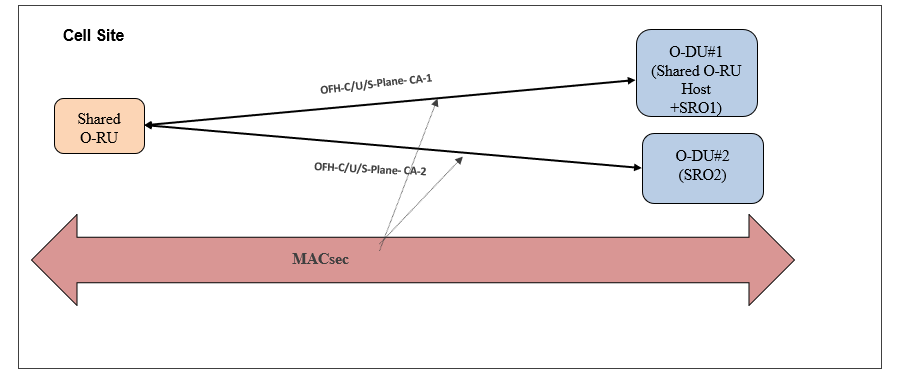 Cell Site
OFH-C/U/S-Plane- CA-1
O-DU#1
(Shared O-RU
Host
+SRO1)
Shared
O-RU
OFH-C/U/S-Plane- CA-2
O-DU#2
(SRO2)
MACsec